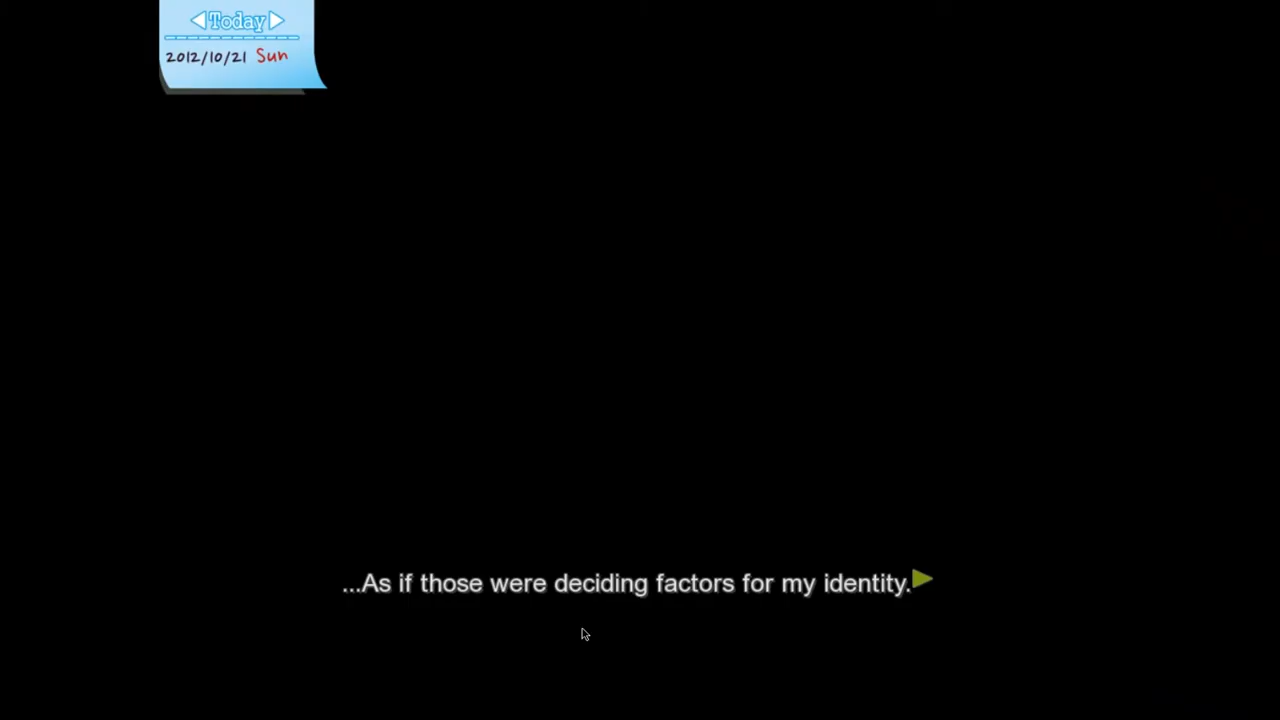 Today
2012/10/21 Sun
...As if those were deciding factors for my identity.